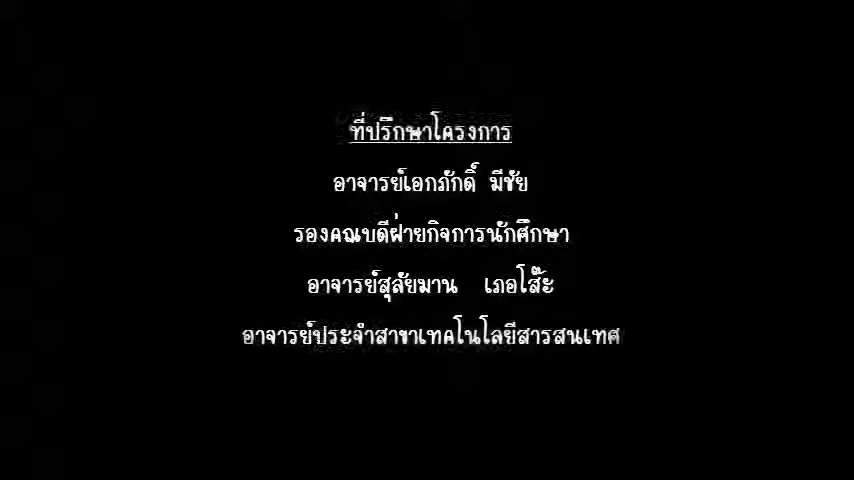 ที่ปรึกษาโครงการ
อาจารย์เอกภักดิ์ มีชัย
รองคณบดีฝ่ายกิจการนักศึกษา
อาจารย์สุลัยมาน เภอโส๊ะ
อาจารย์ประจำสาขาเทคโนโลยีสารสนเทศ